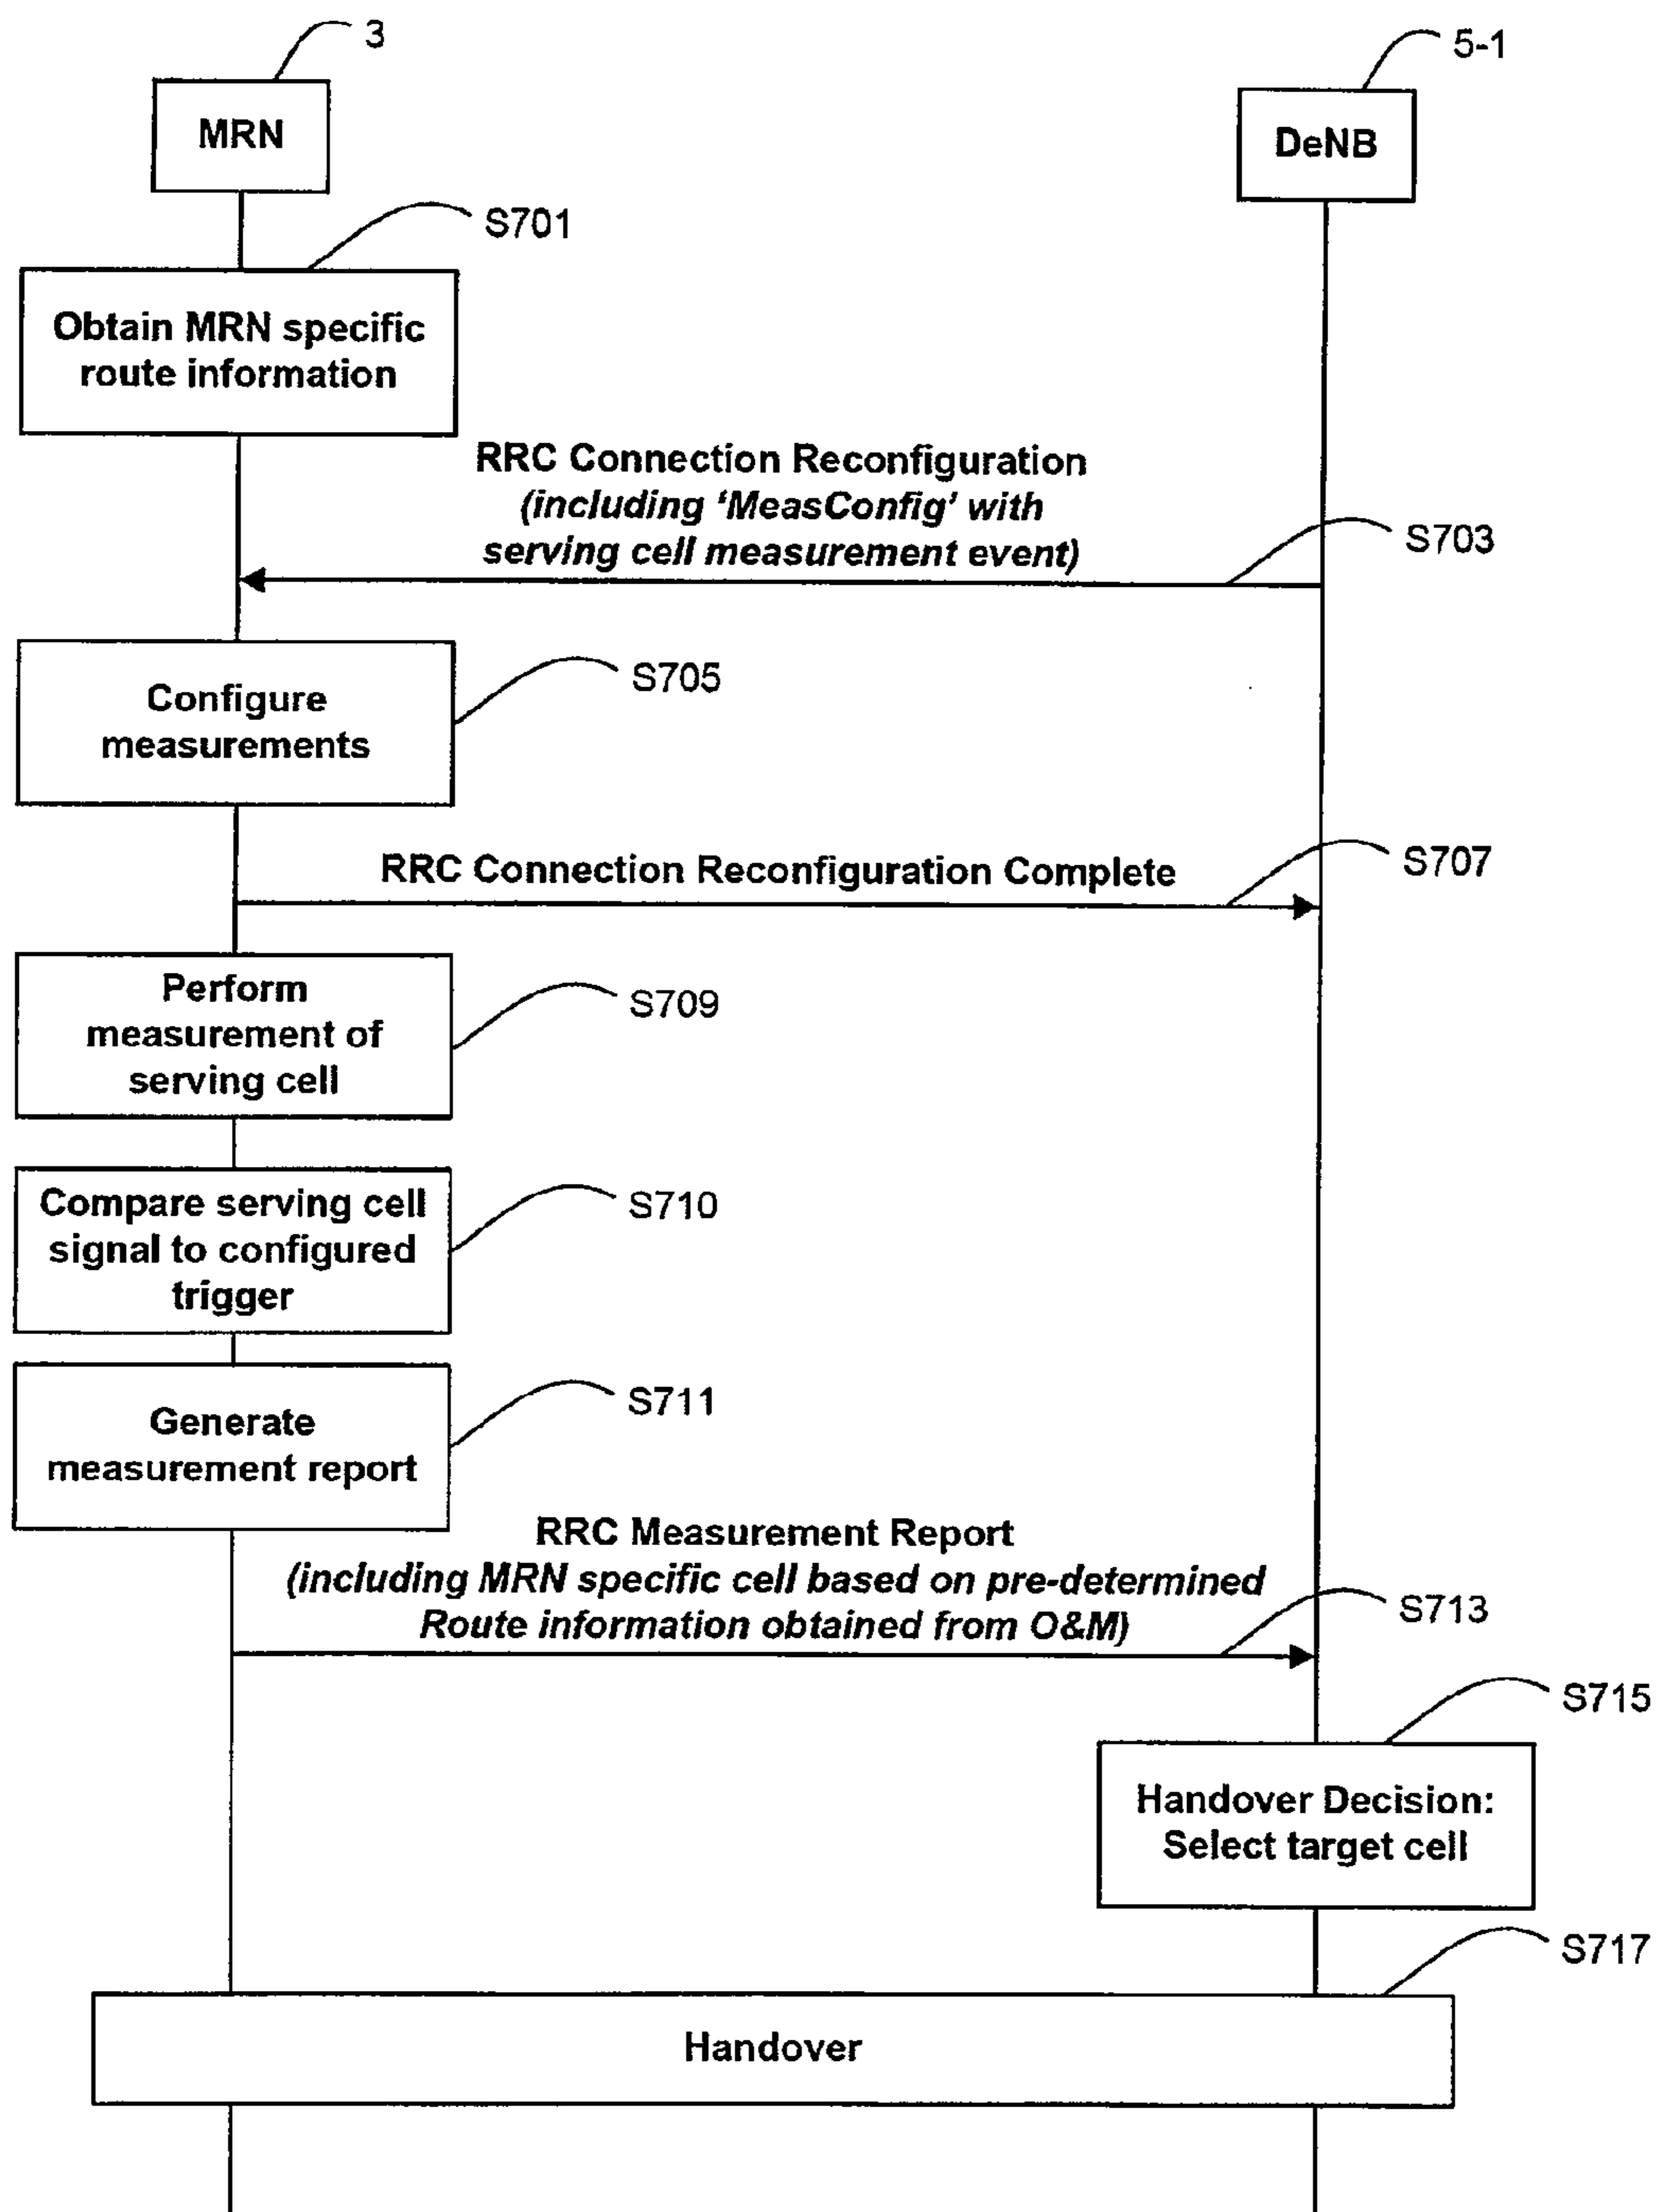 3
5-1
MRN
DeNB
S701
Obtain MRN specific
route information
RRC Connection Reconfiguration
(including ‘MeasConfig’ with
serving cell measurement event)
S703
Configure
measurements
S705
RRC Connection Reconfiguration Complete
S707
Perform
measurement of
serving cell
S709
Compare serving cell
signal to configured
trigger
S710
Generate
measurement report
S711
RRC Measurement Report
(including MRN specific cell based on pre-determined
Route information obtained from O&M)
S713
S715
Handover Decision:
Select target cell
S717
Handover